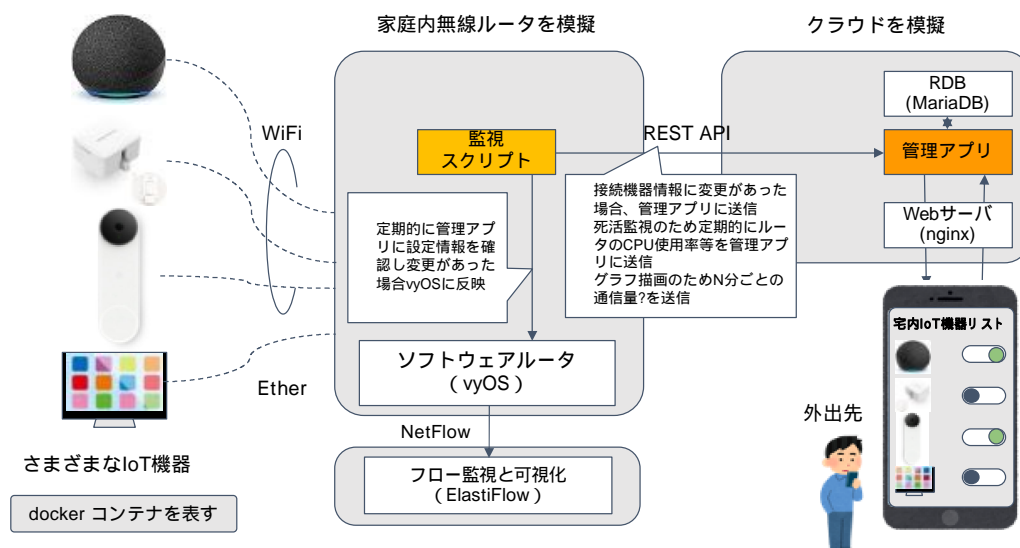 家庭内無線ルータを模擬
クラウドを模擬
WiFi
監視
スクリプト
REST API
RDB
(MariaDB)
管理アプリ
Webサーバ
(nginx)
定期的に管理アプ
リに設定情報を確
認し変更があった
場合vyOSに反映
接続機器情報に変更があった
場合、管理アプリに送信
死活監視のため定期的にルー
タのCPU使用率等を管理アプ
リに送信
グラフ描画のためN分ごとの
通信量?を送信
ソフトウェアルータ
(vyOS)
Ether
NetFlow
フロー監視と可視化
(ElastiFlow)
さまざまなIoT機器
docker コンテナを表す
外出先
宅内IoT機器リスト